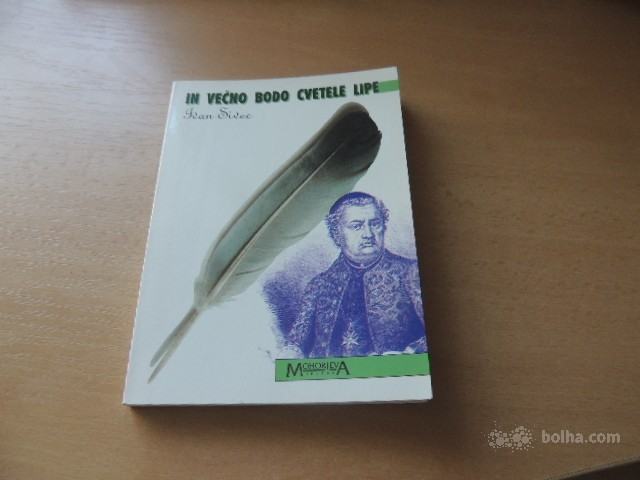 IN VEČNO BODO CVETELE LIPE
Ivan Sivec
MOHORJEVA
bolha.com